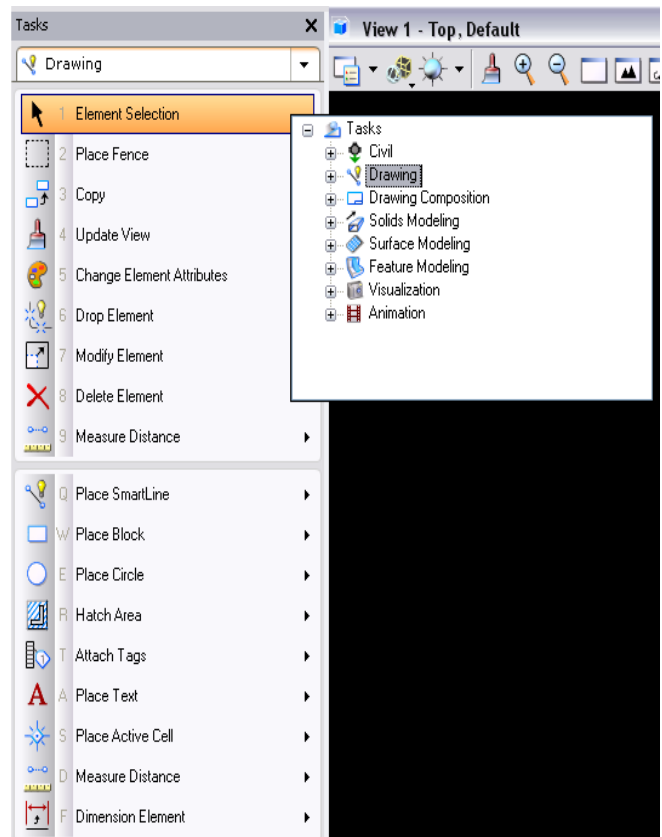 Tasks
View 1 - Top, Default
Drawing
1 Element Selection
Tasks
Civil
Drawing
Drawing Composition
Solids Modeling
Surface Modeling
Feature Modeling
Visualization
Animation
2 Place Fence
3 Copy
4 Update View
5 Change Element Attributes
6 Drop Element
7 Modify Element
8 Delete Element
9 Measure Distance
Q Place SmartLine
W Place Block
E Place Circle
R Hatch Area
T Attach Tags
A Place Text
S Place Active Cell
D Measure Distance
F Dimension Element